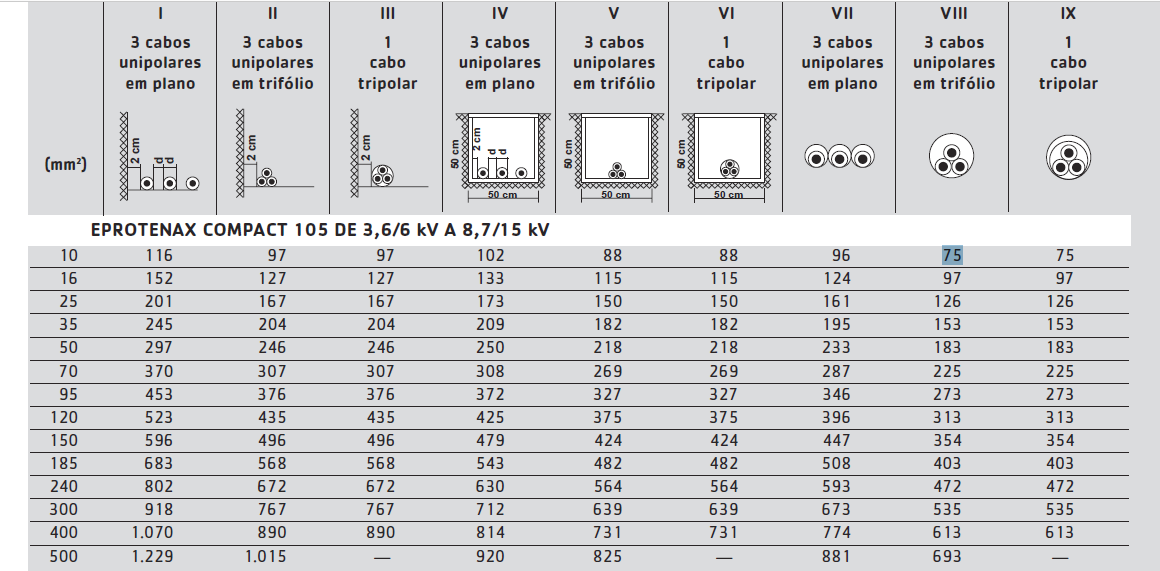 I II III IV V VI VII VIII IX
3 cabos 3 cabos 1 3 cabos 3 cabos 1 3 cabos 3 cabos 1
unipolares unipolares cabo unipolares unipolares cabo unipolares unipolares cabo
em plano em trifólio tripolar em plano em trifólio tripolar em plano em trifólio tripolar
(mm²) 2 cm d d 2 cm 2 cm 50 cm 2 cm d d 50 cm 50 cm
50 cm 50 cm 50 cm
EPROTENAX COMPACT 105 DE 3,6/6 kV A 8,7/15 kV
10 116 97 97 102 88 88 96 75 75
16 152 127 127 133 115 115 124 97 97
25 201 167 167 173 150 150 161 126 126
35 245 204 204 209 182 182 195 153 153
50 297 246 246 250 218 218 233 183 183
70 370 307 307 308 269 269 287 225 225
95 453 376 376 372 327 327 346 273 273
120 523 435 435 425 375 375 396 313 313
150 596 496 496 479 424 424 447 354 354
185 683 568 568 543 482 482 508 403 403
240 802 672 672 630 564 564 593 472 472
300 918 767 767 712 639 639 673 535 535
400 1.070 890 890 814 731 731 774 613 613
500 1.229 1.015 — 920 825 — 881 693 —